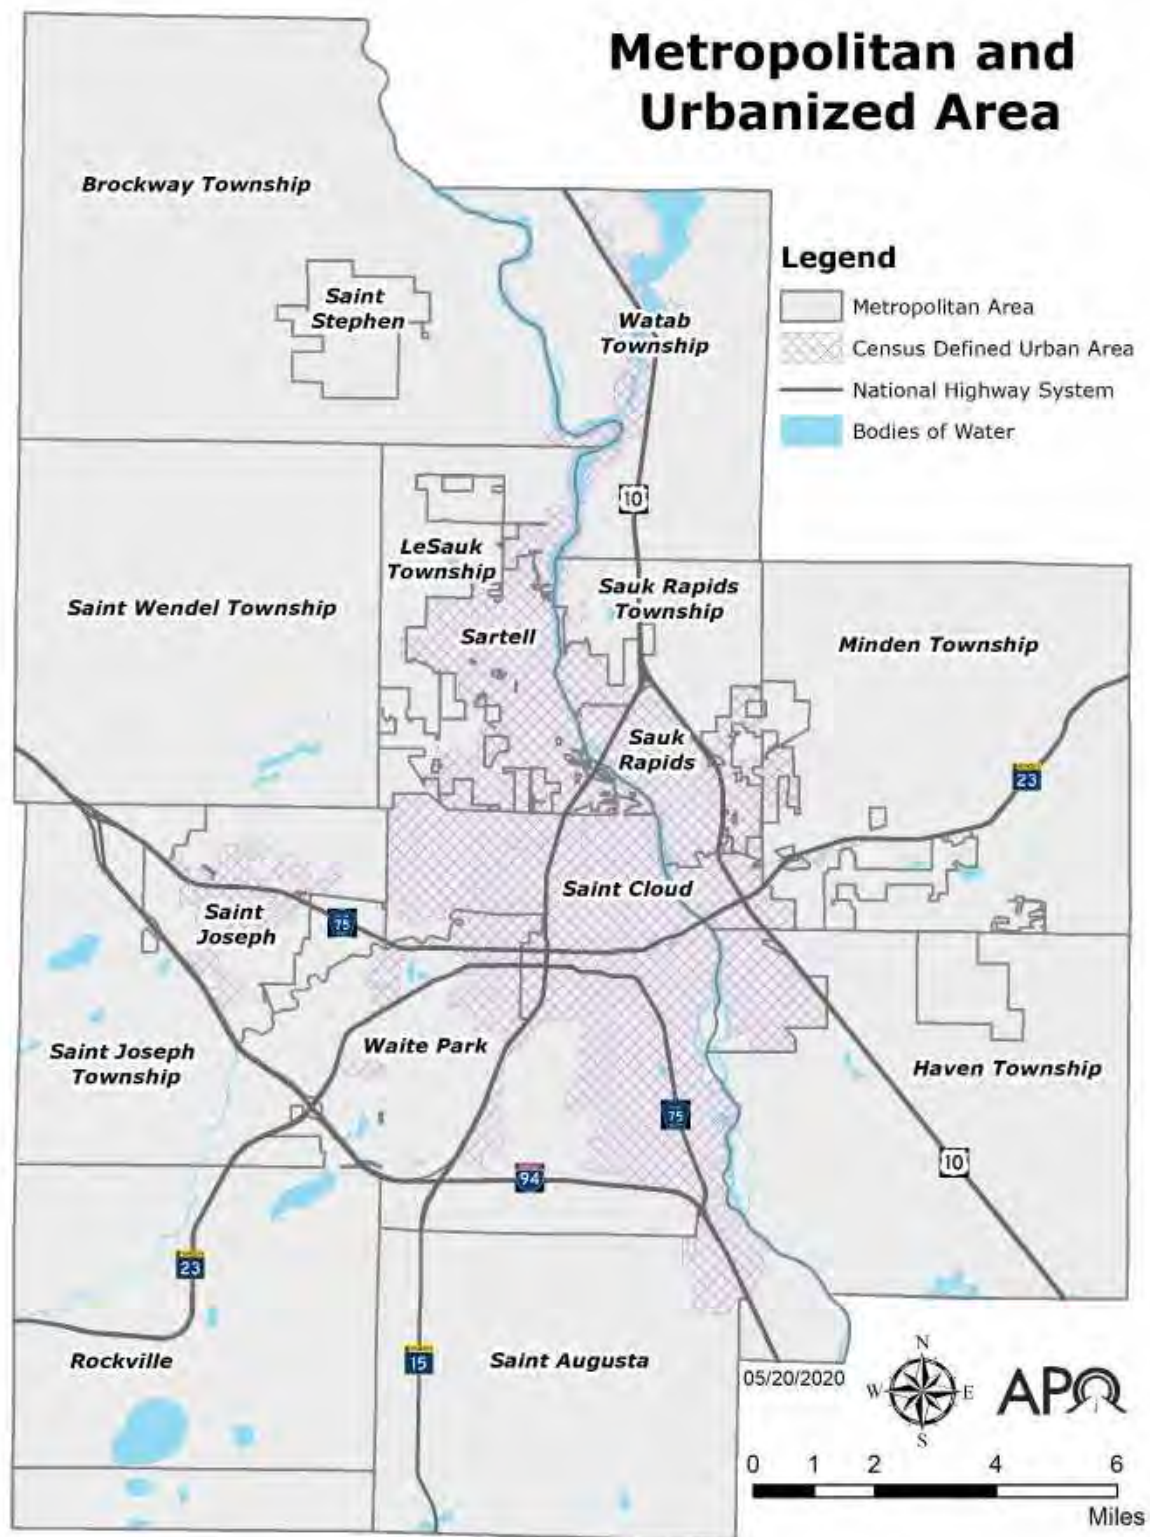 Metropolitan and
Urbanized Area
Brockway Township
Saint
Stephen
Watab
Township
Legend
Metropolitan Area
Census Defined Urban Area
National Highway System
Bodies of Water
10
LeSauk
Township
Sauk Rapids
Township
Saint Wendel Township
Sartell
Minden Township
Sauk
Rapids
23
Saint Cloud
Saint
Joseph
75
Waite Park
Saint Joseph
Township
Haven Township
75
10
94
23
Rockville
15
Saint Augusta
05/20/2020
N
W
E
S
APO
0 1 2 4 6
Miles